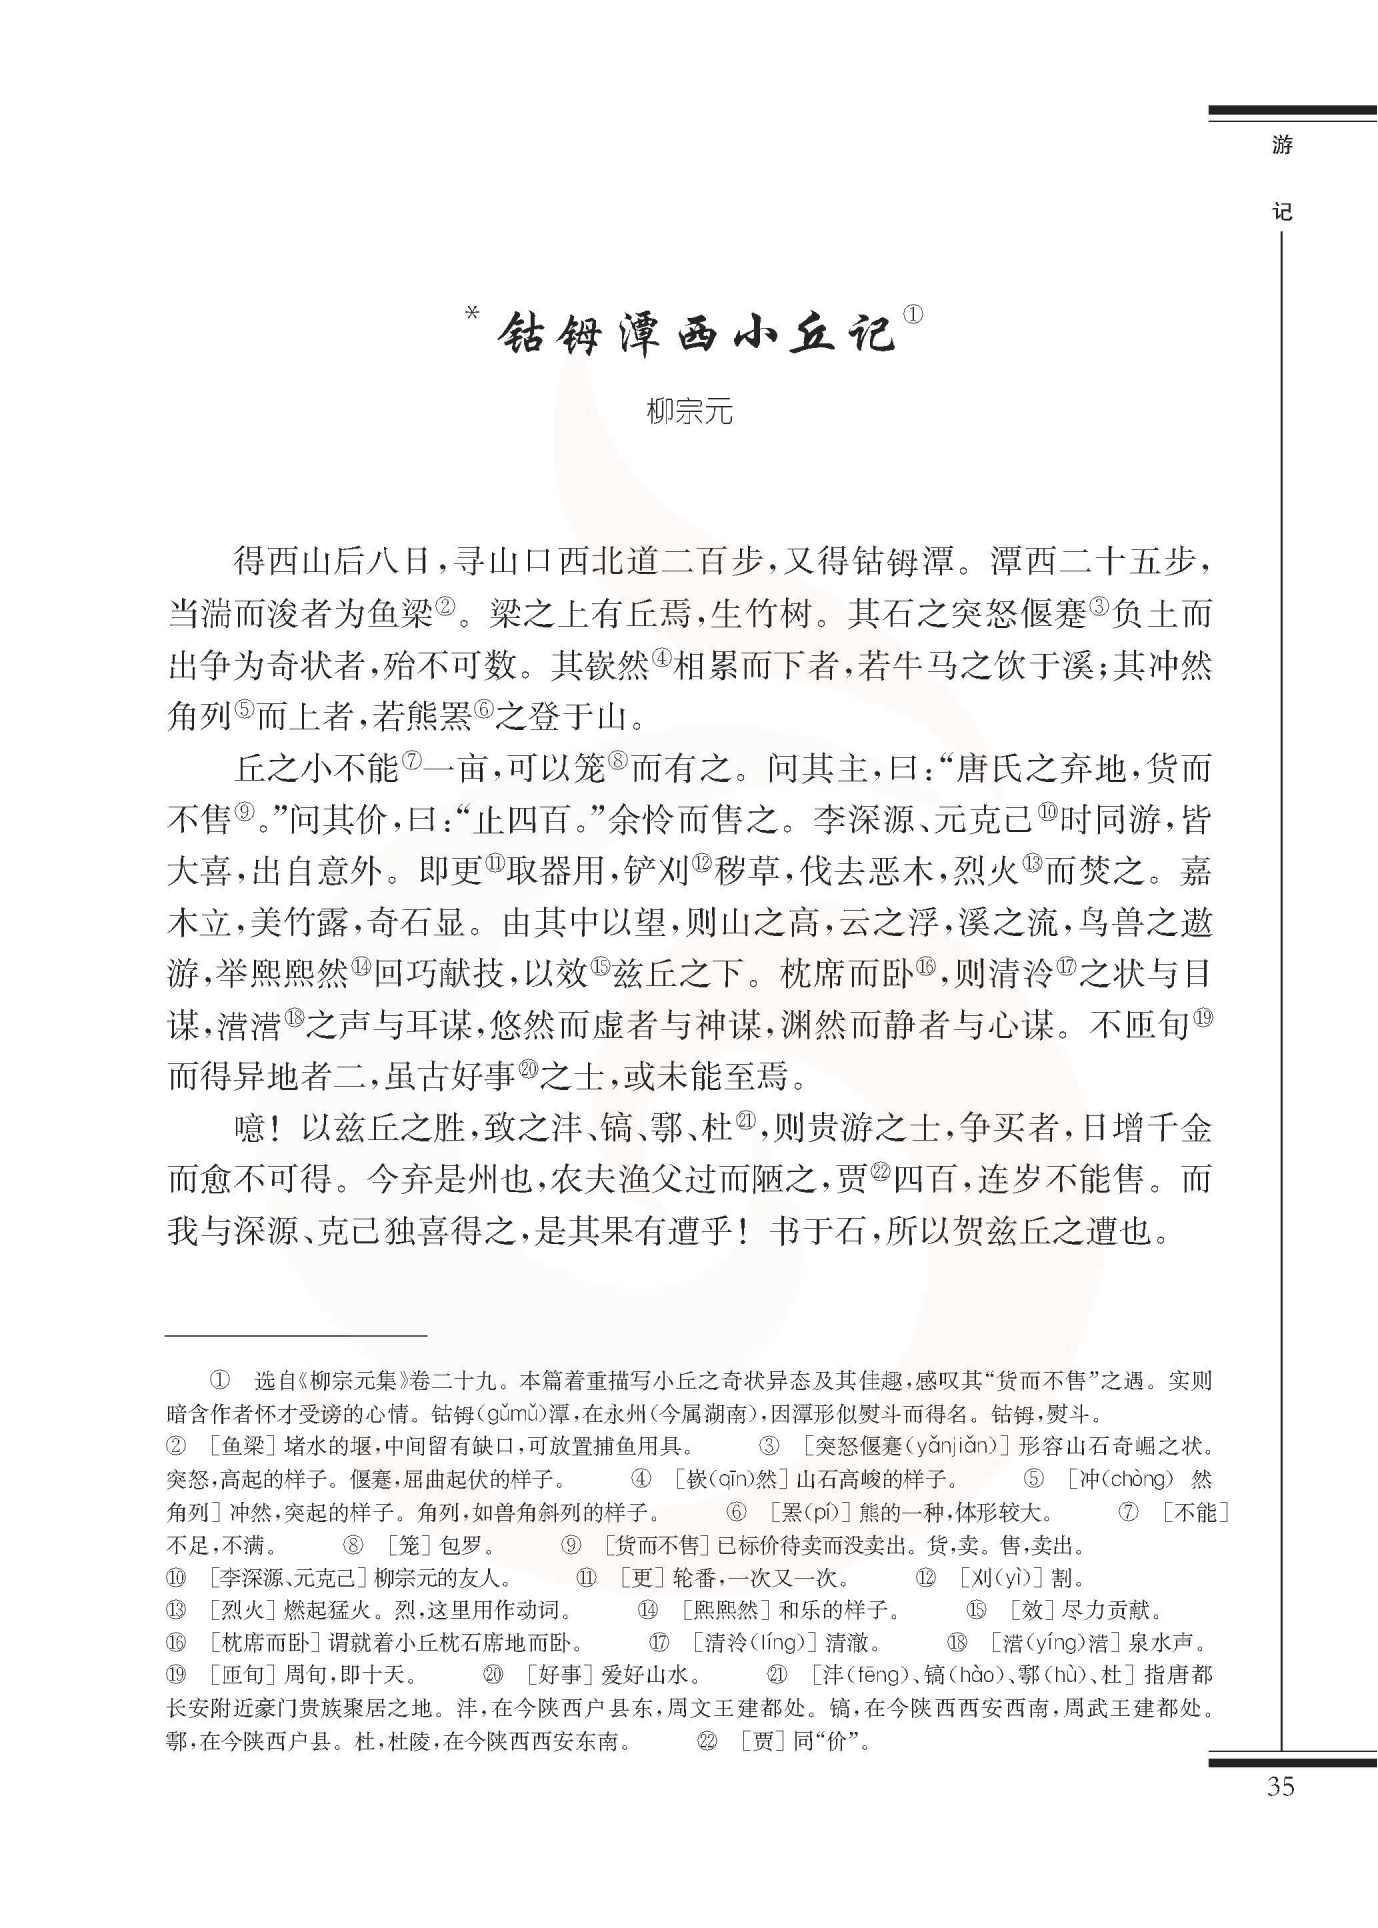 游
记
*钴𬭁潭西小丘记①
柳宗元
得西山后八日,寻山口西北道二百步,又得钴𬭁潭。潭西二十五步,
当湍而浚者为鱼梁②。梁之上有丘焉,生竹树。其石之突怒偃蹇③负土而
出争为奇状者,殆不可数。其嵚然④相累而下者,若牛马之饮于溪;其冲然
角列⑤而上者,若熊罴⑥之登于山。
丘之小不能⑦一亩,可以笼⑧而有之。问其主,曰:“唐氏之弃地,货而
不售⑨。”问其价,曰:“止四百。”余怜而售之。李深源、元克己⑩时同游,皆
大喜,出自意外。即更⑪取器用,铲刈⑫秽草,伐去恶木,烈火⑬而焚之。嘉
木立,美竹露,奇石显。由其中以望,则山之高,云之浮,溪之流,鸟兽之遨
游,举熙熙然⑭回巧献技,以效⑮兹丘之下。枕席而卧⑯,则清泠⑰之状与目
谋,瀯瀯⑱之声与耳谋,悠然而虚者与神谋,渊然而静者与心谋。不匝旬⑲
而得异地者二,虽古好事⑳之士,或未能至焉。
噫!以兹丘之胜,致之沣、镐、鄠、杜㉑,则贵游之士,争买者,日增千金
而愈不可得。今弃是州也,农夫渔父过而陋之,贾㉒四百,连岁不能售。而
我与深源、克己独喜得之,是其果有遭乎!书于石,所以贺兹丘之遭也。
① 选自《柳宗元集》卷二十九。本篇着重描写小丘之奇状异态及其佳趣,感叹其“货而不售”之遇。实则
暗含作者怀才受谤的心情。钴𬭁(gǔmǔ)潭,在永州(今属湖南),因潭形似熨斗而得名。钴𬭁,熨斗。
② [鱼梁]堵水的堰,中间留有缺口,可放置捕鱼用具。 ③ [突怒偃蹇(yǎnjiǎn)]形容山石奇崛之状。
突怒,高起的样子。偃蹇,屈曲起伏的样子。 ④ [嵚(qīn)然]山石高峻的样子。 ⑤ [冲(chòng) 然
角列]冲然,突起的样子。角列,如兽角斜列的样子。 ⑥ [罴(pí)]熊的一种,体形较大。 ⑦ [不能]
不足,不满。 ⑧ [笼]包罗。 ⑨ [货而不售]已标价待卖而没卖出。货,卖。售,卖出。
⑩ [李深源、元克己]柳宗元的友人。 ⑪ [更]轮番,一次又一次。 ⑫ [刈(yì)]割。
⑬ [烈火]燃起猛火。烈,这里用作动词。 ⑭ [熙熙然]和乐的样子。 ⑮ [效]尽力贡献。
⑯ [枕席而卧]谓就着小丘枕石席地而卧。 ⑰ [清泠(líng)]清澈。 ⑱ [瀯(yíng)瀯]泉水声。
⑲ [匝旬]周旬,即十天。 ⑳ [好事]爱好山水。 ㉑ [沣(fēng)、镐(hào)、鄠(hù)、杜]指唐都
长安附近豪门贵族聚居之地。沣,在今陕西户县东,周文王建都处。镐,在今陕西西安西南,周武王建都处。
鄠,在今陕西户县。杜,杜陵,在今陕西西安东南。 ㉒ [贾]同“价”。
35